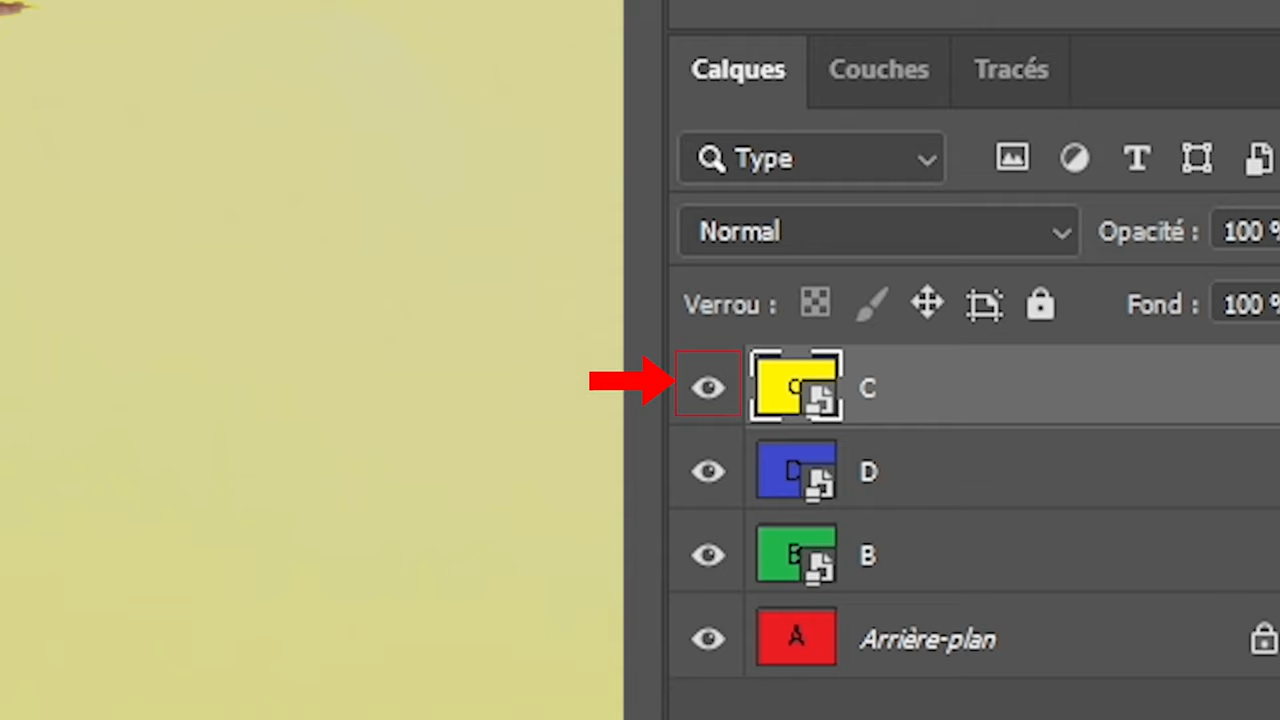 Calques Couches Tracés
Type T
Normal Opacité : 100 %
Verrou : Fond : 100 %
C C
D D
B B
A Arrière-plan